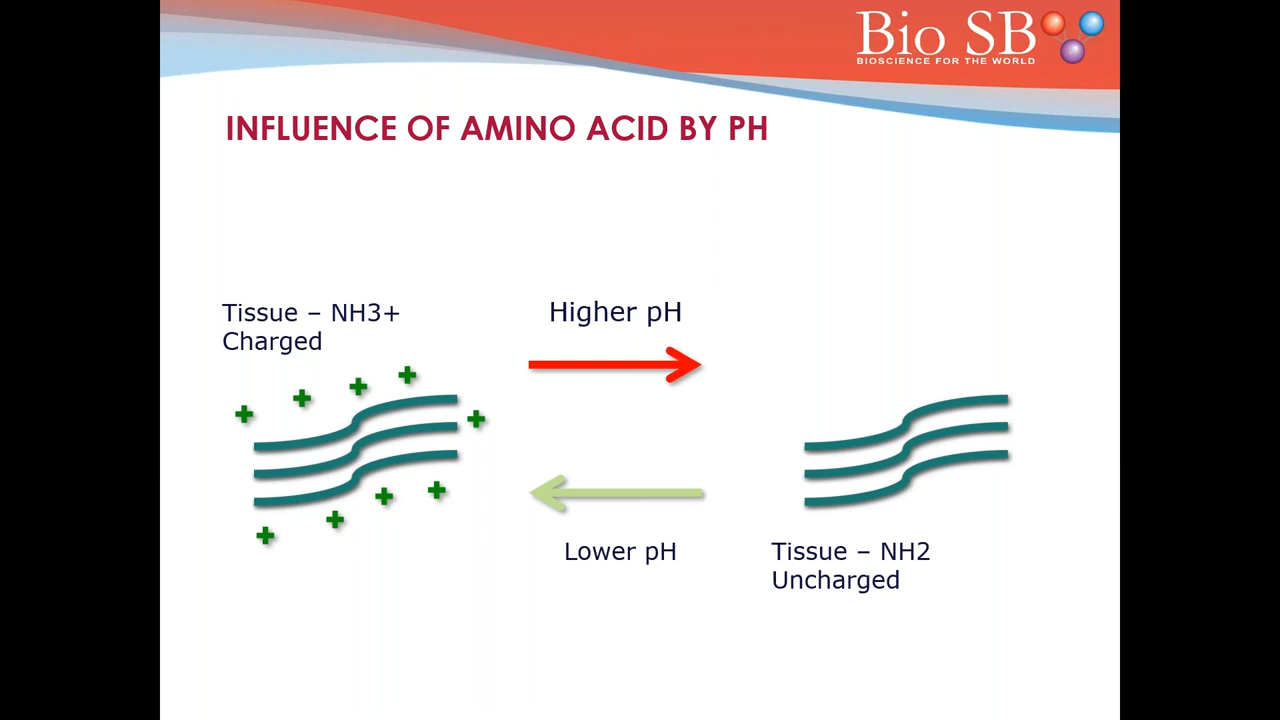 Bio SB
BIOSCIENCE FOR THE WORLD
INFLUENCE OF AMINO ACID BY PH
Tissue – NH3+
Charged
Higher pH
Lower pH
Tissue – NH2
Uncharged